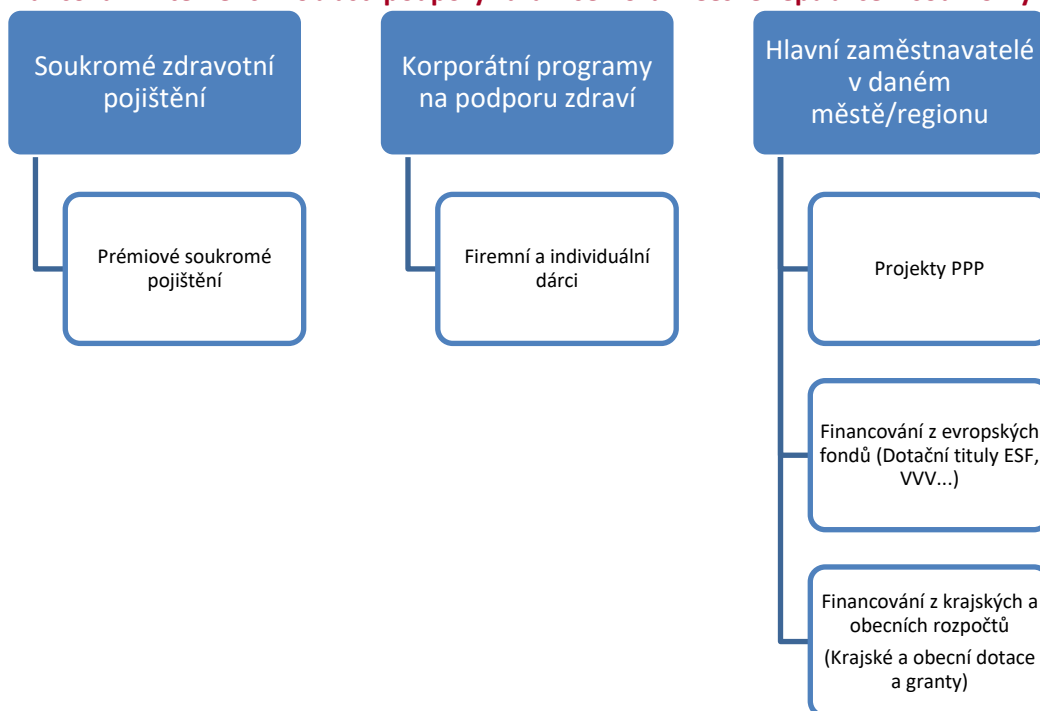 Soukromé zdravotní
pojištění
Prémiové soukromé
pojištění
Korporátní programy
na podporu zdraví
Firemní a individuální
dárci
Hlavní zaměstnavatelé
v daném
městě/regionu
Projekty PPP
Financování z evropských
fondů (Dotační tituly ESF,
VVV...)
Financování z krajských a
obecních rozpočtů
(Krajské a obecní dotace
a granty)